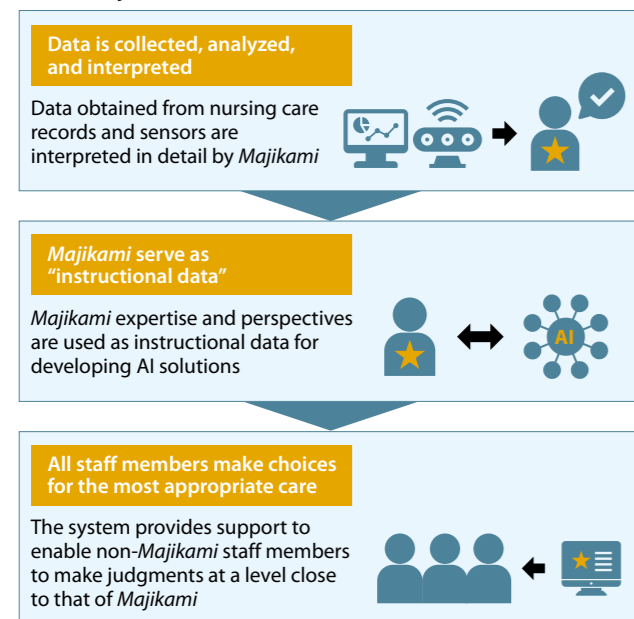 Data is collected, analyzed,
and interpreted
Data obtained from nursing care
records and sensors are
interpreted in detail by Majikami
Majikami serve as
“instructional data”
Majikami expertise and perspectives
are used as instructional data for
developing AI solutions
AI
All staff members make choices
for the most appropriate care
The system provides support to
enable non-Majikami staff members
to make judgments at a level close
to that of Majikami